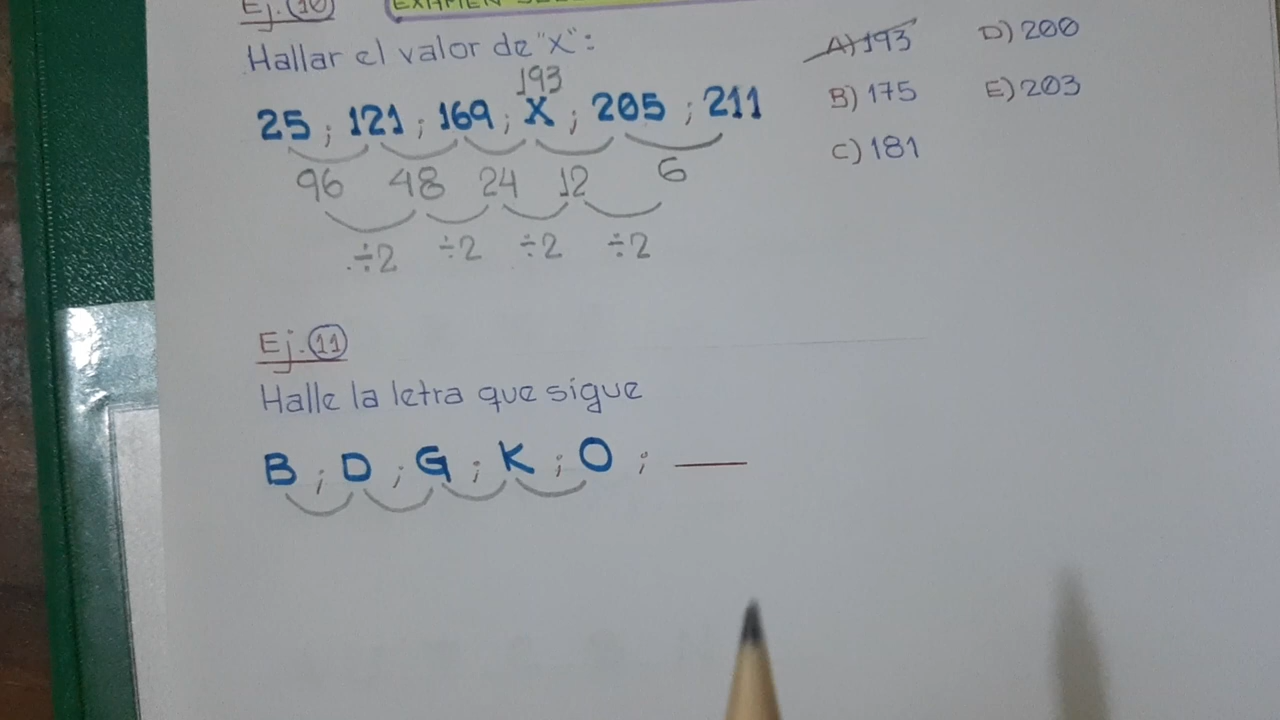 Ej. 10
Hallar el valor de "X":
193
25 ; 121 ; 169 ; X ; 205 ; 211
96 48 24 12 6
÷2 ÷2 ÷2 ÷2
A) 193
B) 175
C) 181
D) 200
E) 203
Ej. 11
Halle la letra que sigue
B ; D ; G ; K ; O ; __